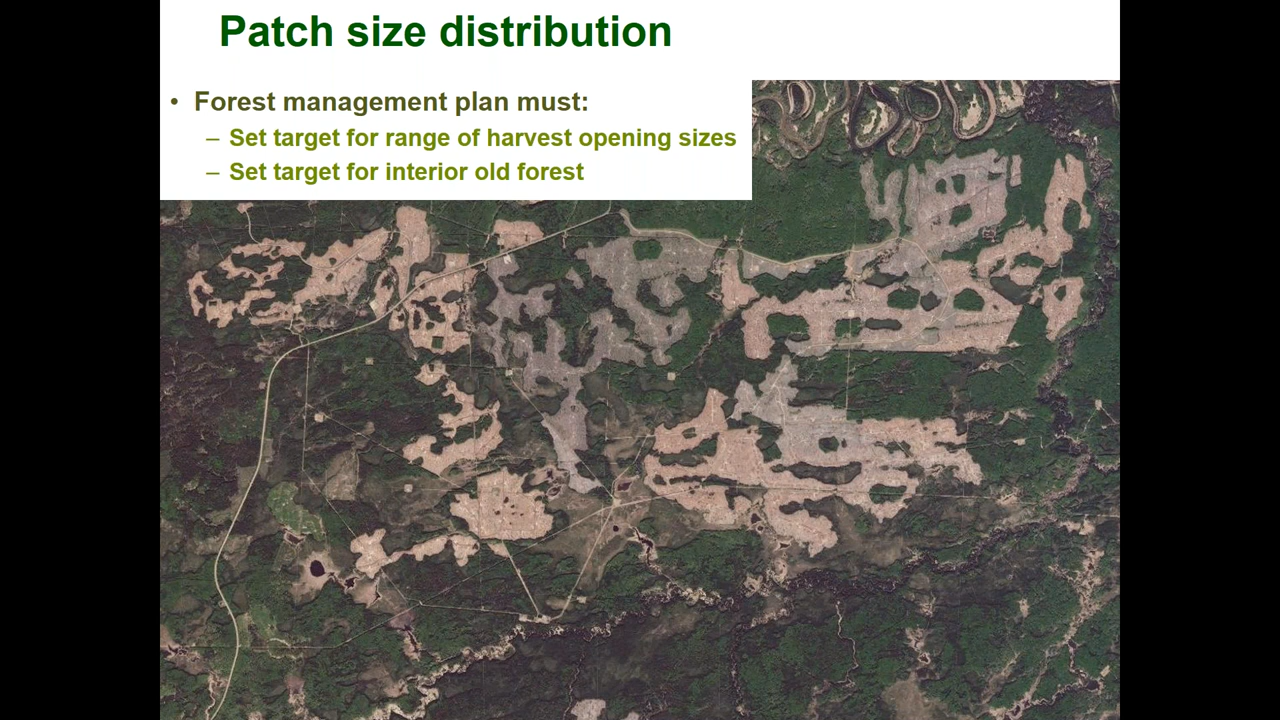 Patch size distribution
• Forest management plan must:
– Set target for range of harvest opening sizes
– Set target for interior old forest